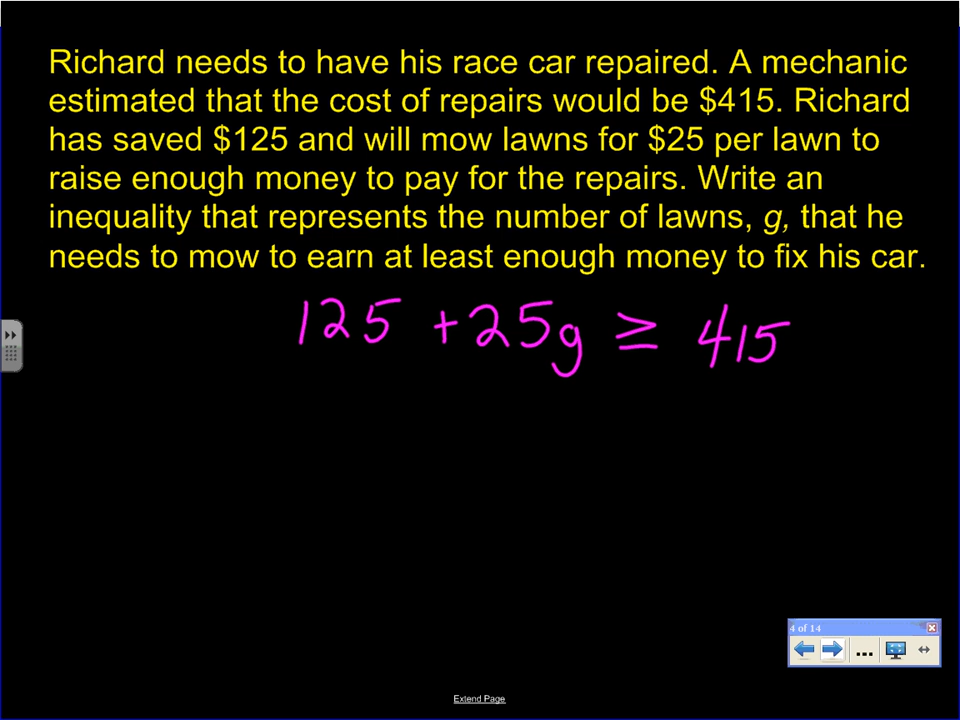 Richard needs to have his race car repaired. A mechanic
estimated that the cost of repairs would be $415. Richard
has saved $125 and will mow lawns for $25 per lawn to
raise enough money to pay for the repairs. Write an
inequality that represents the number of lawns, g, that he
needs to mow to earn at least enough money to fix his car.
125 + 25g ≥ 415
4 of 14
...
Extend Page